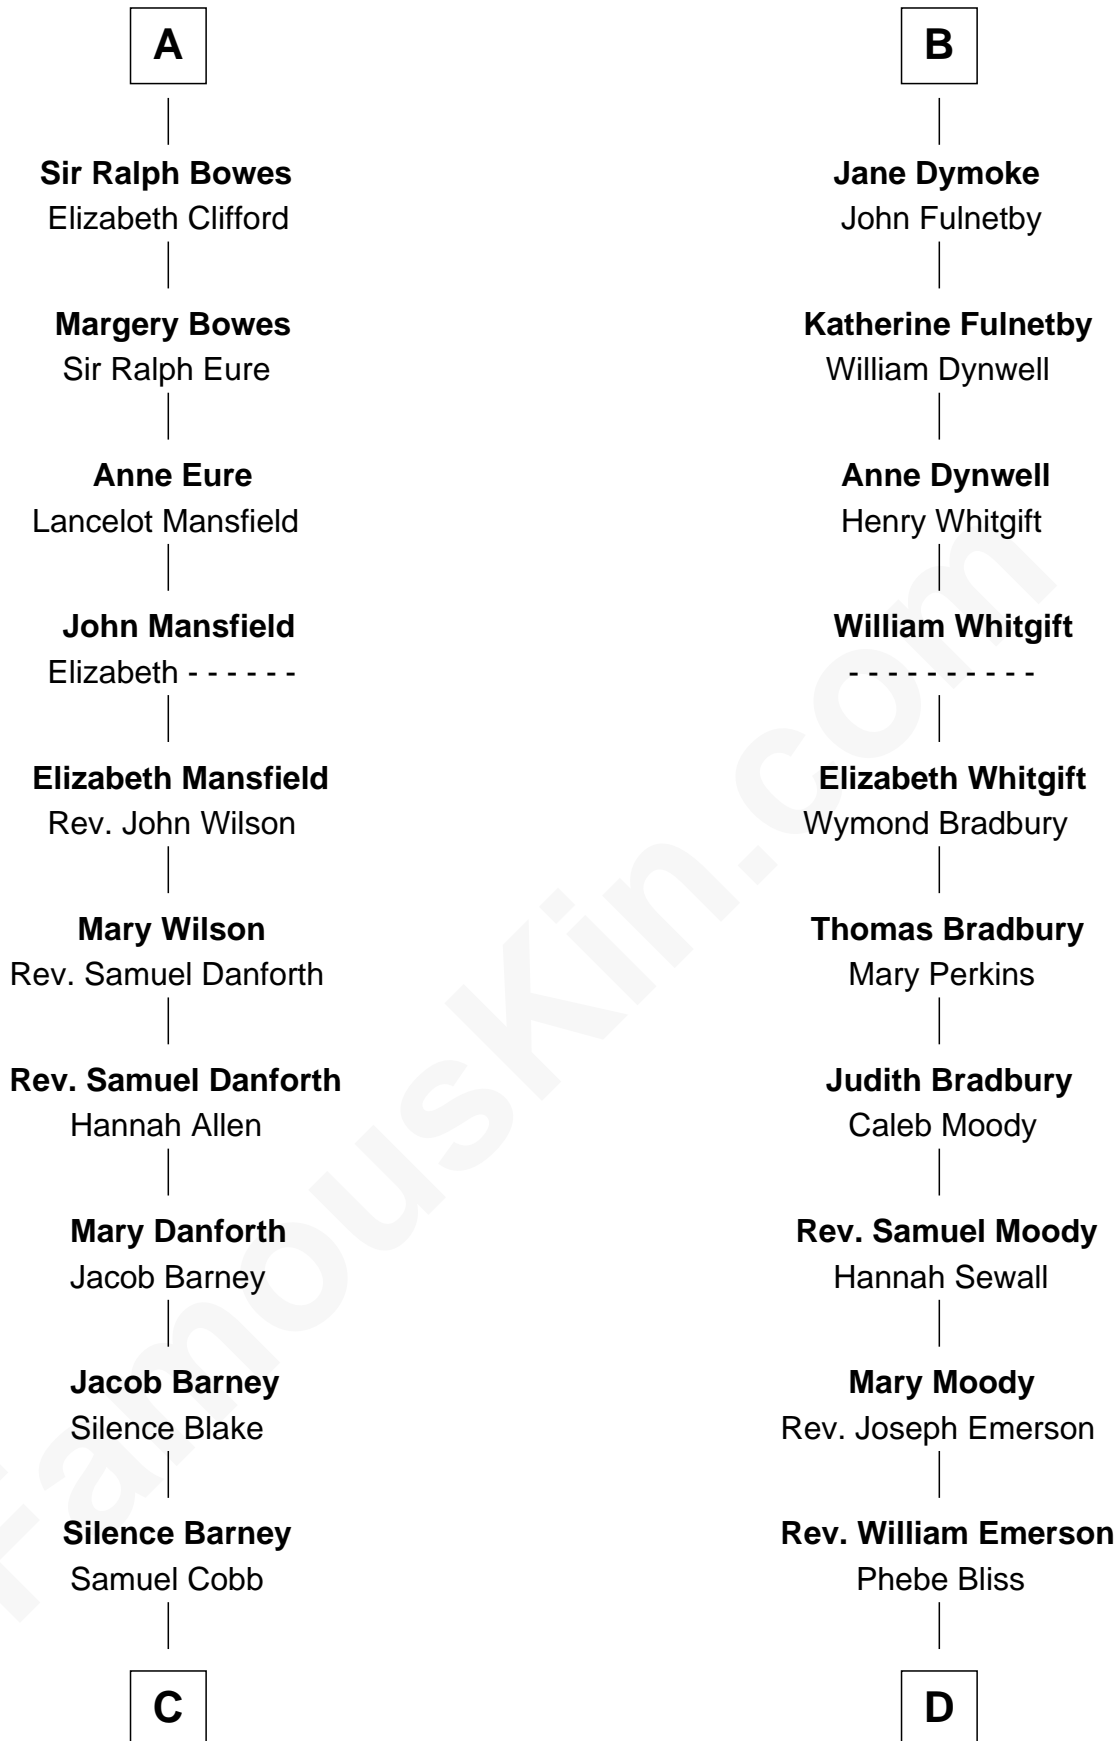 A
Sir Ralph Bowes
Elizabeth Clifford
Margery Bowes
Sir Ralph Eure
Anne Eure
Lancelot Mansfield
John Mansfield
Elizabeth - - - - - -
Elizabeth Mansfield
Rev. John Wilson
Mary Wilson
Rev. Samuel Danforth
Rev. Samuel Danforth
Hannah Allen
Mary Danforth
Jacob Barney
Jacob Barney
Silence Blake
Silence Barney
Samuel Cobb
C
B
Jane Dymoke
John Fulnetby
Katherine Fulnetby
William Dynwell
Anne Dynwell
Henry Whitgift
William Whitgift
- - - - - - - - - -
Elizabeth Whitgift
Wymond Bradbury
Thomas Bradbury
Mary Perkins
Judith Bradbury
Caleb Moody
Rev. Samuel Moody
Hannah Sewall
Mary Moody
Rev. Joseph Emerson
Rev. William Emerson
Phebe Bliss
D
FamousKin.com